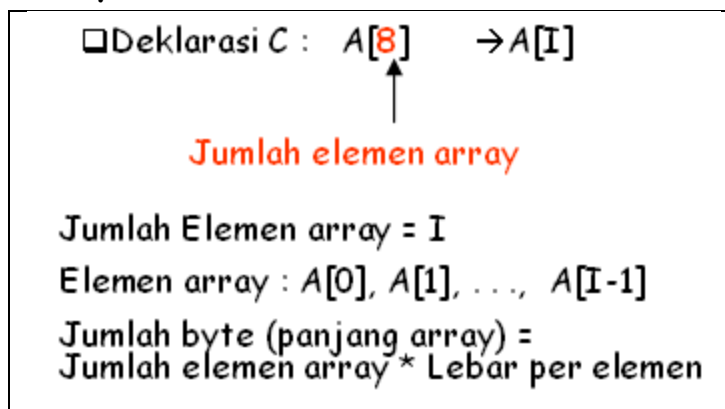 ❑Deklarasi C : A[8] →A[I]
Jumlah elemen array
Jumlah Elemen array = I
Elemen array : A[0], A[1], . . ., A[I-1]
Jumlah byte (panjang array) =
Jumlah elemen array * Lebar per elemen